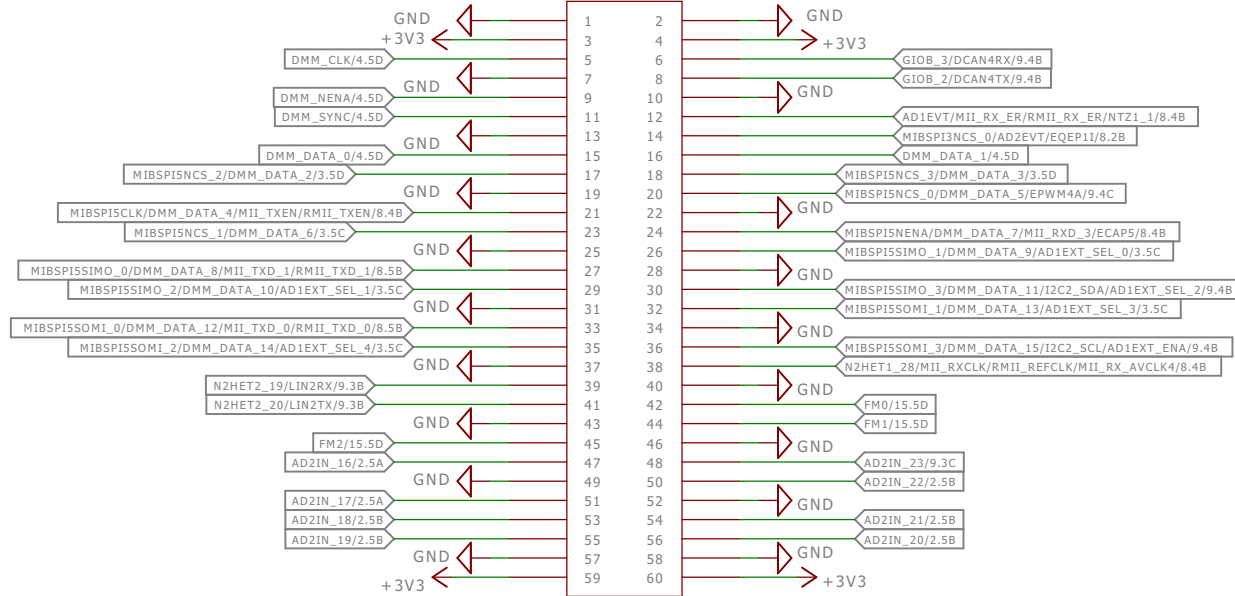 GND 1 2 GND
+3V3 3 4 +3V3
DMM_CLK/4.5D 5 6 GIOB_3/DCAN4RX/9.4B
GND 7 8 GIOB_2/DCAN4TX/9.4B
DMM_NENA/4.5D 9 10 GND
DMM_SYNC/4.5D 11 12 AD1EVT/MII_RX_ER/RMII_RX_ER/NTZ1_1/8.4B
GND 13 14 MIBSPI3NCS_0/AD2EVT/EQEP1I/8.2B
DMM_DATA_0/4.5D 15 16 DMM_DATA_1/4.5D
MIBSPI5NCS_2/DMM_DATA_2/3.5D 17 18 MIBSPI5NCS_3/DMM_DATA_3/3.5D
GND 19 20 MIBSPI5NCS_0/DMM_DATA_5/EPWM4A/9.4C
MIBSPI5CLK/DMM_DATA_4/MII_TXEN/RMII_TXEN/8.4B 21 22 GND
MIBSPI5NCS_1/DMM_DATA_6/3.5C 23 24 MIBSPI5NENA/DMM_DATA_7/MII_RXD_3/ECAP5/8.4B
GND 25 26 MIBSPI5SIMO_1/DMM_DATA_9/AD1EXT_SEL_0/3.5C
MIBSPI5SIMO_0/DMM_DATA_8/MII_TXD_1/RMII_TXD_1/8.5B 27 28 GND
MIBSPI5SIMO_2/DMM_DATA_10/AD1EXT_SEL_1/3.5C 29 30 MIBSPI5SIMO_3/DMM_DATA_11/I2C2_SDA/AD1EXT_SEL_2/9.4B
GND 31 32 MIBSPI5SOMI_1/DMM_DATA_13/AD1EXT_SEL_3/3.5C
MIBSPI5SOMI_0/DMM_DATA_12/MII_TXD_0/RMII_TXD_0/8.5B 33 34 GND
MIBSPI5SOMI_2/DMM_DATA_14/AD1EXT_SEL_4/3.5C 35 36 MIBSPI5SOMI_3/DMM_DATA_15/I2C2_SCL/AD1EXT_ENA/9.4B
GND 37 38 N2HET1_28/MII_RXCLK/RMII_REFCLK/MII_RX_AVCLK4/8.4B
N2HET2_19/LIN2RX/9.3B 39 40 GND
N2HET2_20/LIN2TX/9.3B 41 42 FM0/15.5D
GND 43 44 FM1/15.5D
FM2/15.5D 45 46 GND
AD2IN_16/2.5A 47 48 AD2IN_23/9.3C
GND 49 50 AD2IN_22/2.5B
AD2IN_17/2.5A 51 52 GND
AD2IN_18/2.5B 53 54 AD2IN_21/2.5B
AD2IN_19/2.5B 55 56 AD2IN_20/2.5B
GND 57 58 GND
+3V3 59 60 +3V3